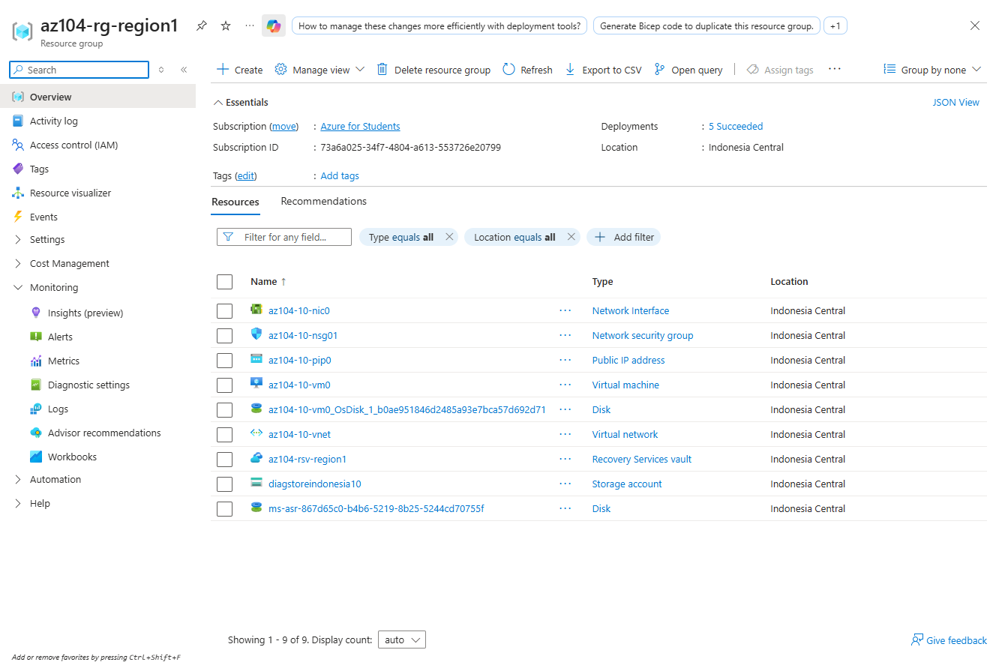 az104-rg-region1
Resource group
How to manage these changes more efficiently with deployment tools?
Generate Bicep code to duplicate this resource group.
+1
Search
Overview
Activity log
Access control (IAM)
Tags
Resource visualizer
Events
Settings
Cost Management
Monitoring
Insights (preview)
Alerts
Metrics
Diagnostic settings
Logs
Advisor recommendations
Workbooks
Automation
Help
Add or remove favorites by pressing Ctrl+Shift+F
Create Manage view Delete resource group Refresh Export to CSV Open query Assign tags ... Group by none
Essentials JSON View
Subscription (move) : Azure for Students Deployments : 5 Succeeded
Subscription ID : 73a6a025-34f7-4804-a613-553726e20799 Location : Indonesia Central
Tags (edit) : Add tags
Resources Recommendations
Filter for any field... Type equals all Location equals all Add filter
Name ↑ Type Location
az104-10-nic0 ... Network Interface Indonesia Central
az104-10-nsg01 ... Network security group Indonesia Central
az104-10-pip0 ... Public IP address Indonesia Central
az104-10-vm0 ... Virtual machine Indonesia Central
az104-10-vm0_OsDisk_1_b0ae951846d2485a93e7bca57d692d71 ... Disk Indonesia Central
az104-10-vnet ... Virtual network Indonesia Central
az104-rsv-region1 ... Recovery Services vault Indonesia Central
diagstoreindonesia10 ... Storage account Indonesia Central
ms-asr-867d65c0-b4b6-5219-8b25-5244cd70755f ... Disk Indonesia Central
Showing 1 - 9 of 9. Display count: auto
Give feedback